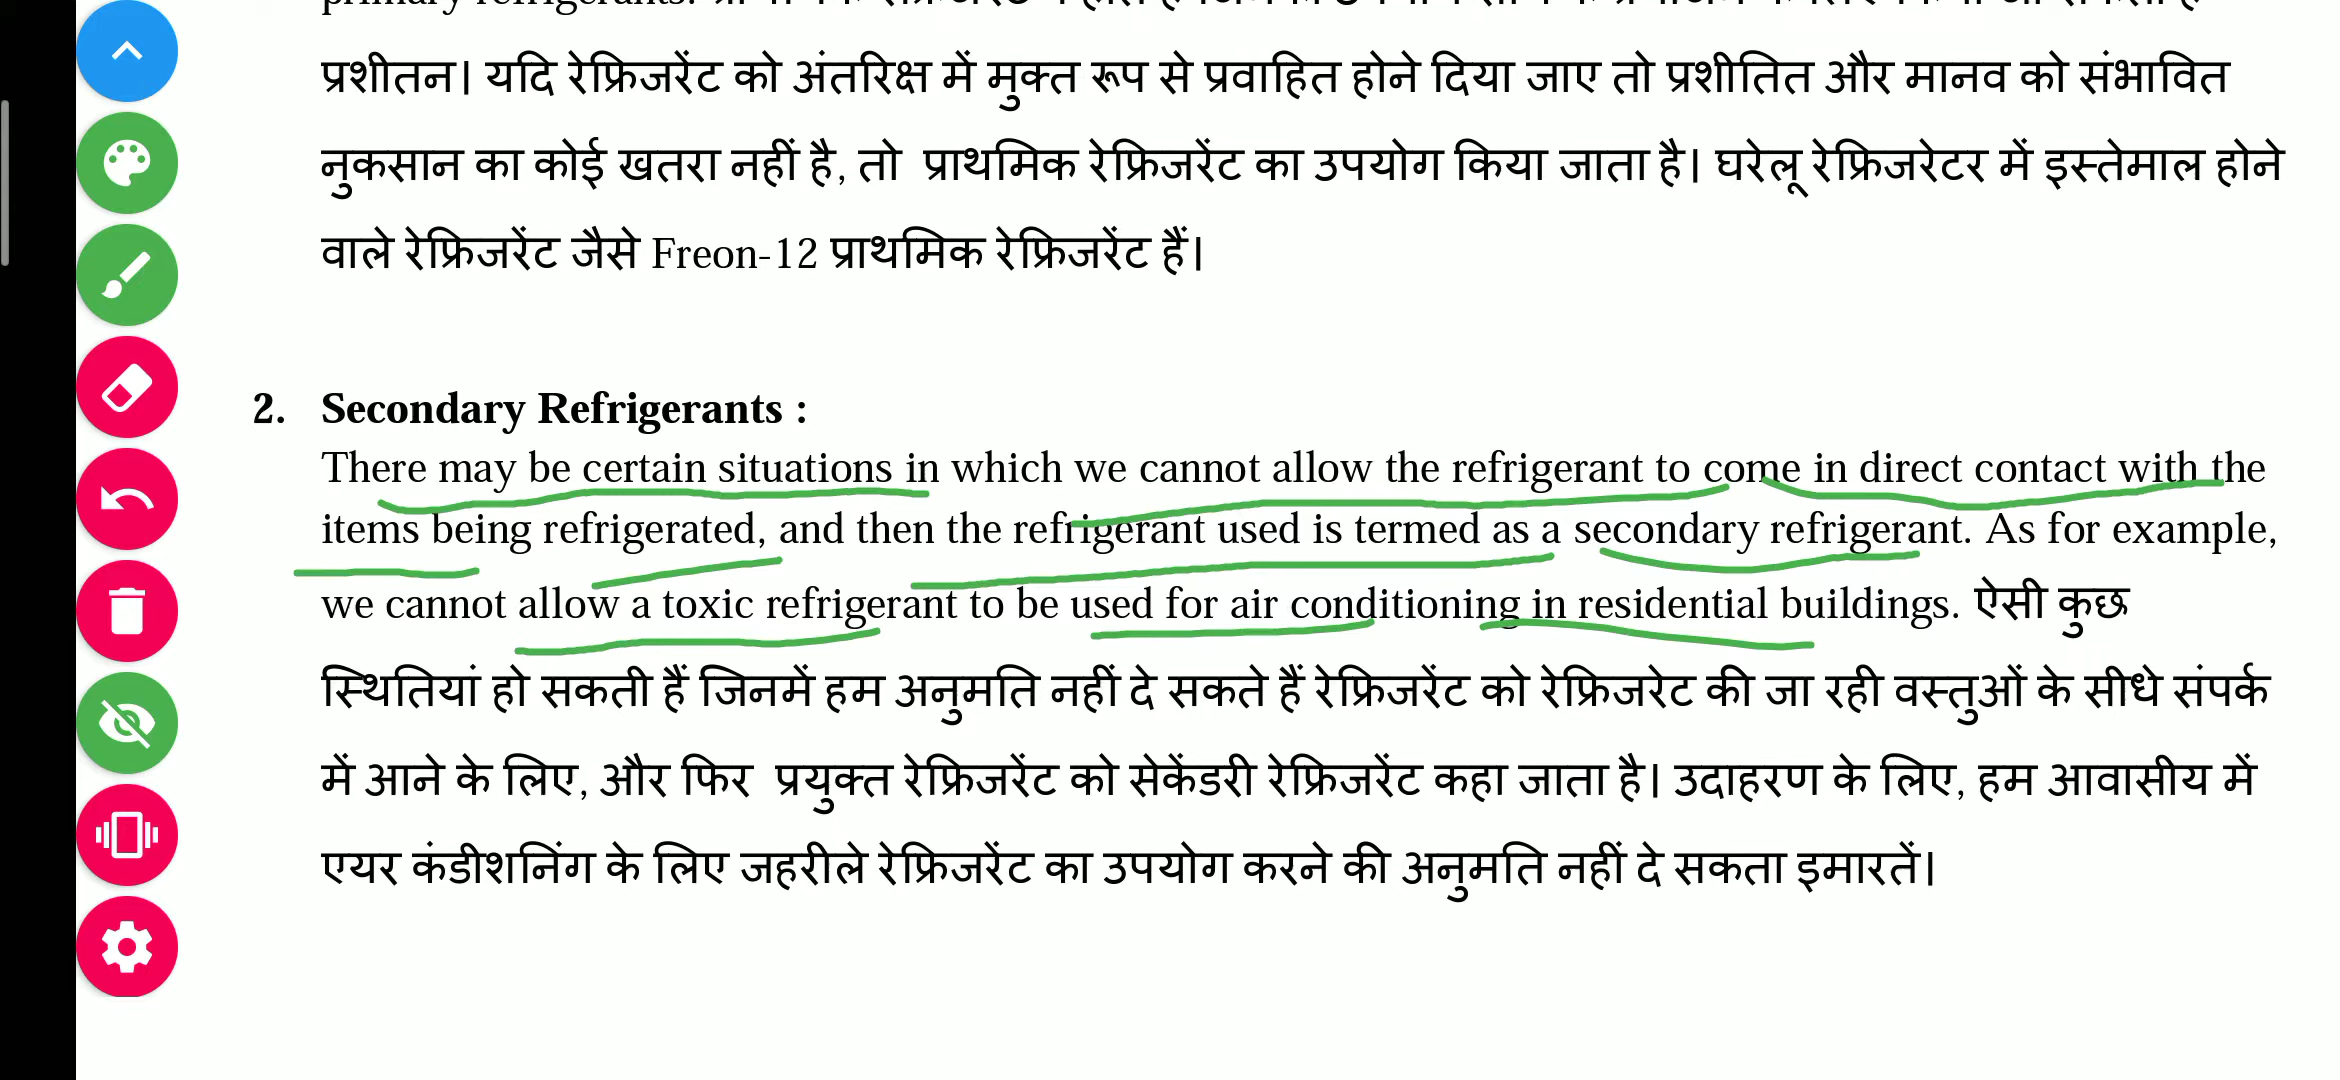 primary refrigerants.
प्रशीतन। यदि रेफ्रिजरेंट को अंतरिक्ष में मुक्त रूप से प्रवाहित होने दिया जाए तो प्रशीतित और मानव को संभावित
नुकसान का कोई खतरा नहीं है, तो प्राथमिक रेफ्रिजरेंट का उपयोग किया जाता है। घरेलू रेफ्रिजरेटर में इस्तेमाल होने
वाले रेफ्रिजरेंट जैसे Freon-12 प्राथमिक रेफ्रिजरेंट हैं।
2. Secondary Refrigerants :
There may be certain situations in which we cannot allow the refrigerant to come in direct contact with the
items being refrigerated, and then the refrigerant used is termed as a secondary refrigerant. As for example,
we cannot allow a toxic refrigerant to be used for air conditioning in residential buildings. ऐसी कुछ
स्थितियां हो सकती हैं जिनमें हम अनुमति नहीं दे सकते हैं रेफ्रिजरेंट को रेफ्रिजरेट की जा रही वस्तुओं के सीधे संपर्क
में आने के लिए, और फिर प्रयुक्त रेफ्रिजरेंट को सेकेंडरी रेफ्रिजरेंट कहा जाता है। उदाहरण के लिए, हम आवासीय में
एयर कंडीशनिंग के लिए जहरीले रेफ्रिजरेंट का उपयोग करने की अनुमति नहीं दे सकता इमारतें।